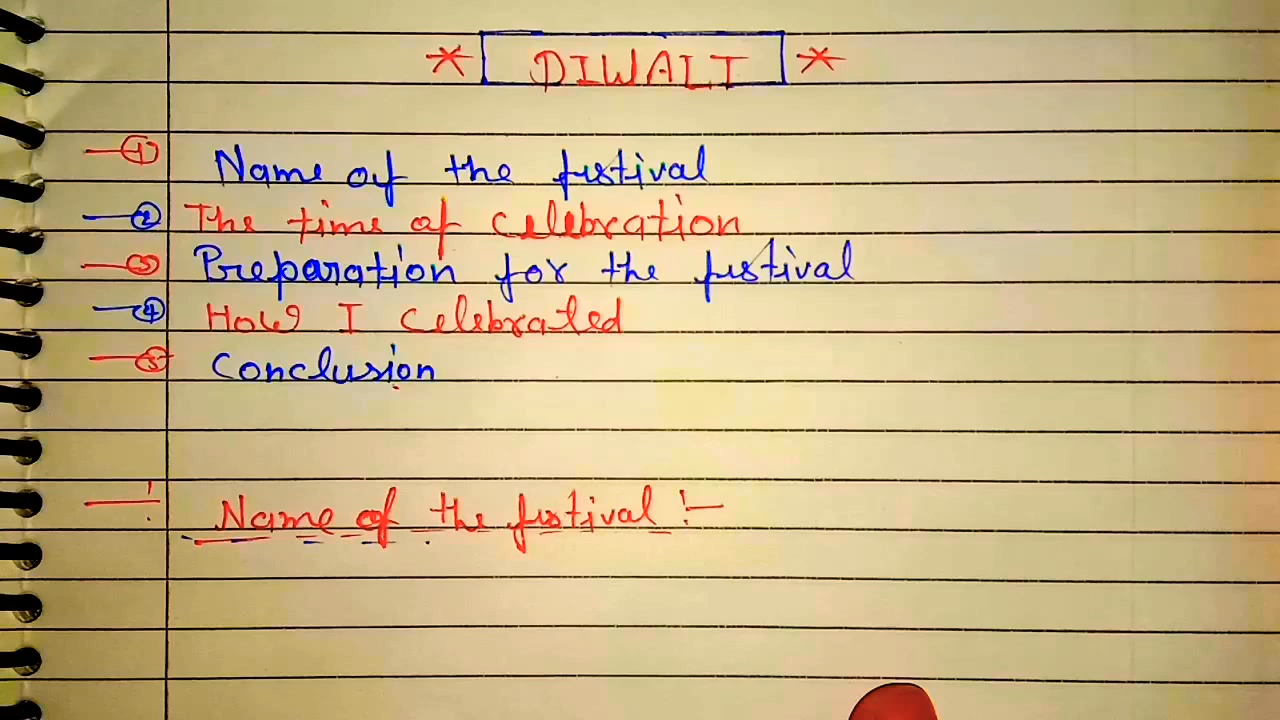 * DIWALI *
① Name of the festival
② The time of celebration
③ Preparation for the festival
④ How I celebrated
⑤ Conclusion
Name of the festival :-